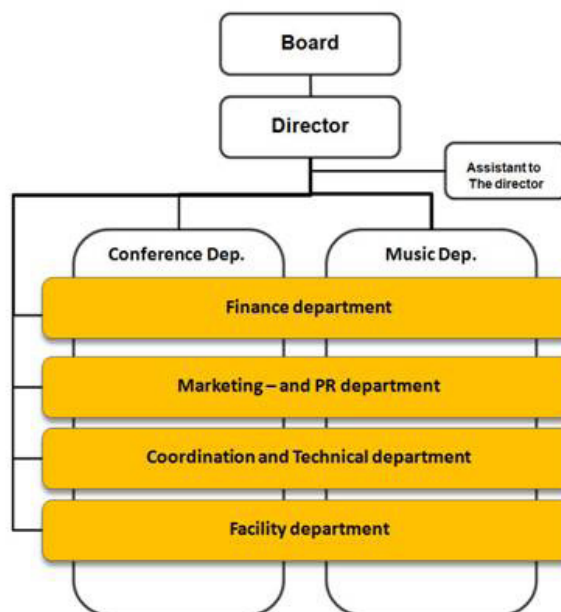 Board
Director
Assistant to
The director
Conference Dep.
Music Dep.
Finance department
Marketing – and PR department
Coordination and Technical department
Facility department